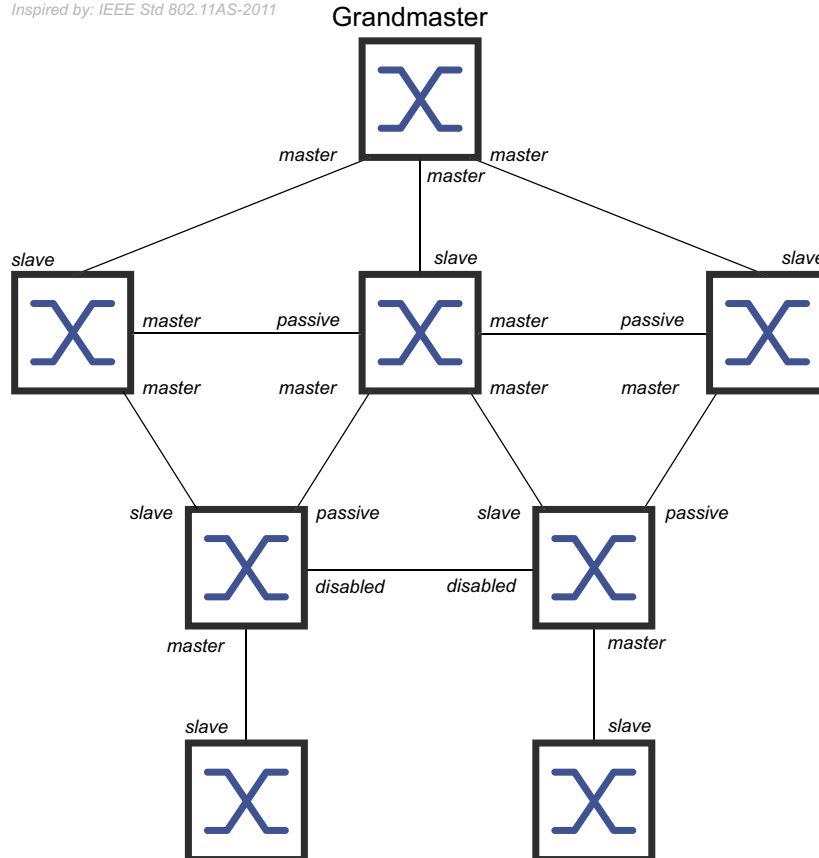 Inspired by: IEEE Std 802.11AS-2011
Grandmaster
master master
master
slave slave slave
master passive master passive
master master master master
slave passive slave passive
disabled disabled
master master
slave slave